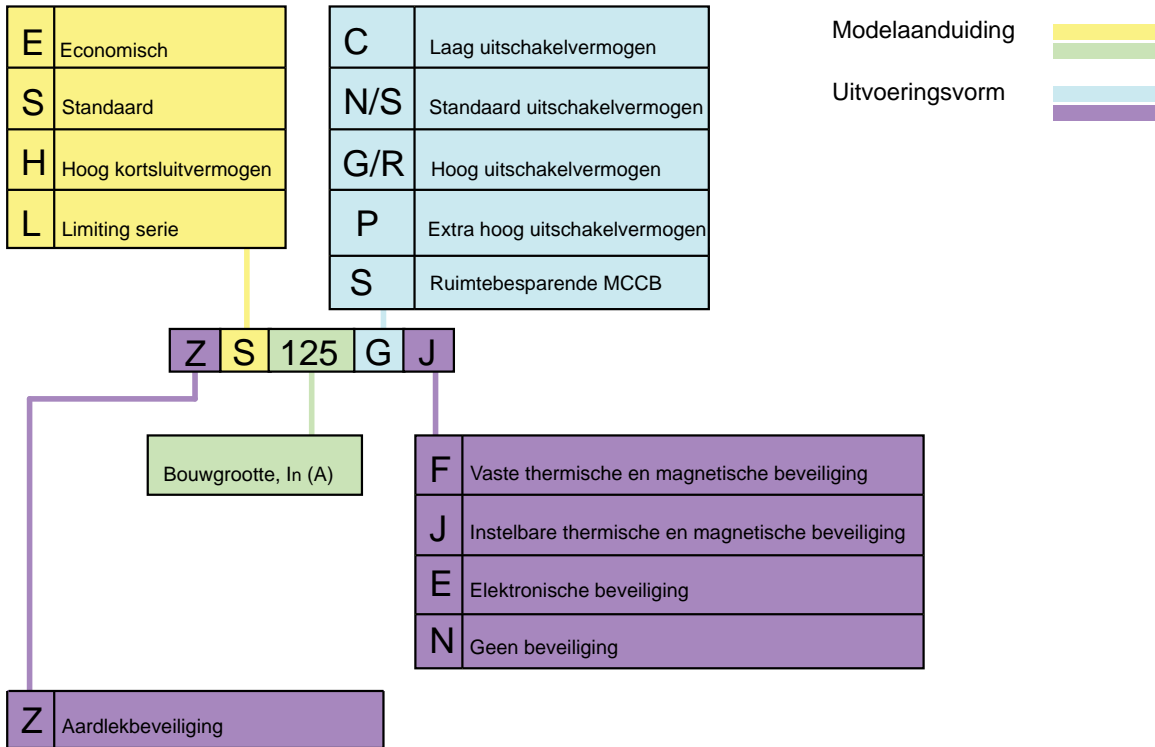 E Economisch
S Standaard
H Hoog kortsluitvermogen
L Limiting serie
C Laag uitschakelvermogen
N/S Standaard uitschakelvermogen
G/R Hoog uitschakelvermogen
P Extra hoog uitschakelvermogen
S Ruimtebesparende MCCB
Modelaanduiding
Uitvoeringsvorm
Z S 125 G J
Bouwgrootte, In (A)
F Vaste thermische en magnetische beveiliging
J Instelbare thermische en magnetische beveiliging
E Elektronische beveiliging
N Geen beveiliging
Z Aardlekbeveiliging